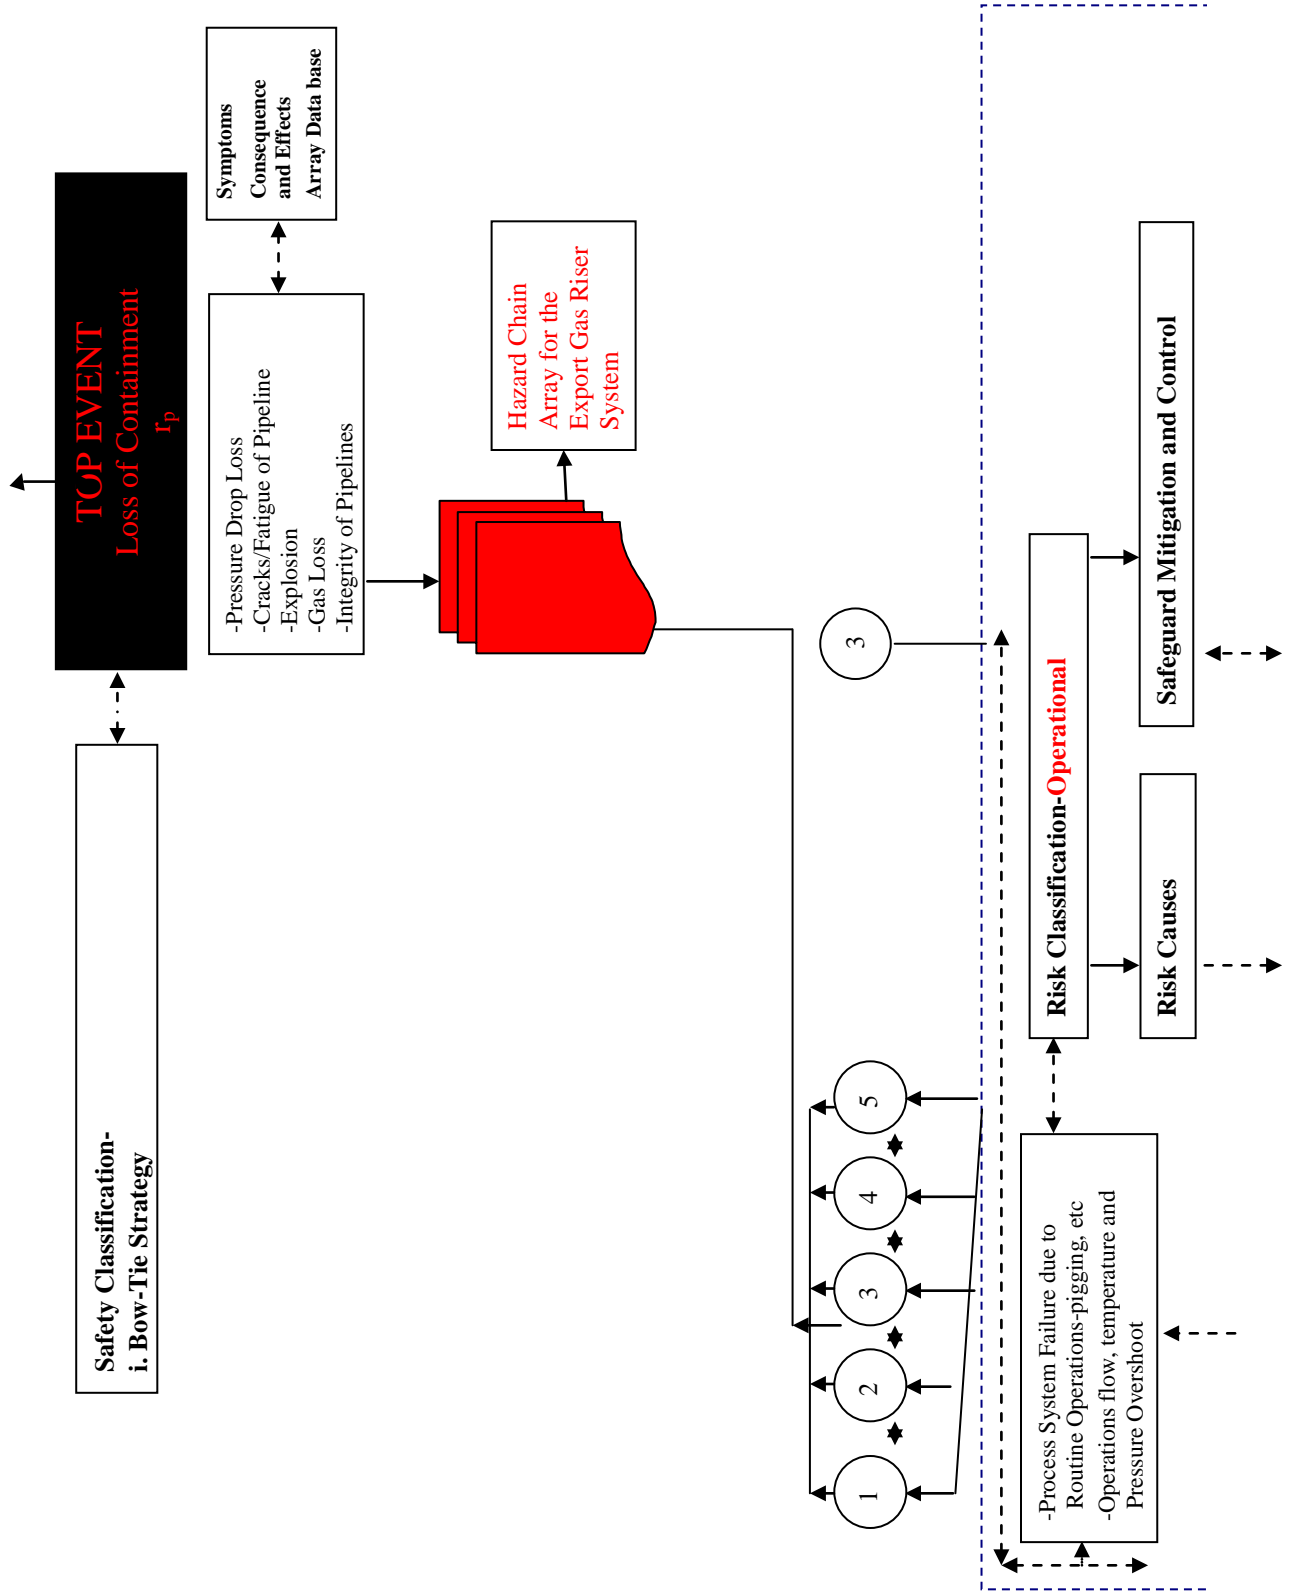 TOP EVENT
Loss of Containment
rp
Safety Classification-
i. Bow-Tie Strategy
Symptoms
Consequence
and Effects
Array Data base
-Pressure Drop Loss
-Cracks/Fatigue of Pipeline
-Explosion
-Gas Loss
-Integrity of Pipelines
Hazard Chain
Array for the
Export Gas Riser
System
1
2
3
4
5
3
-Process System Failure due to
Routine Operations-pigging, etc
-Operations flow, temperature and
Pressure Overshoot
Risk Classification-Operational
Risk Causes
Safeguard Mitigation and Control